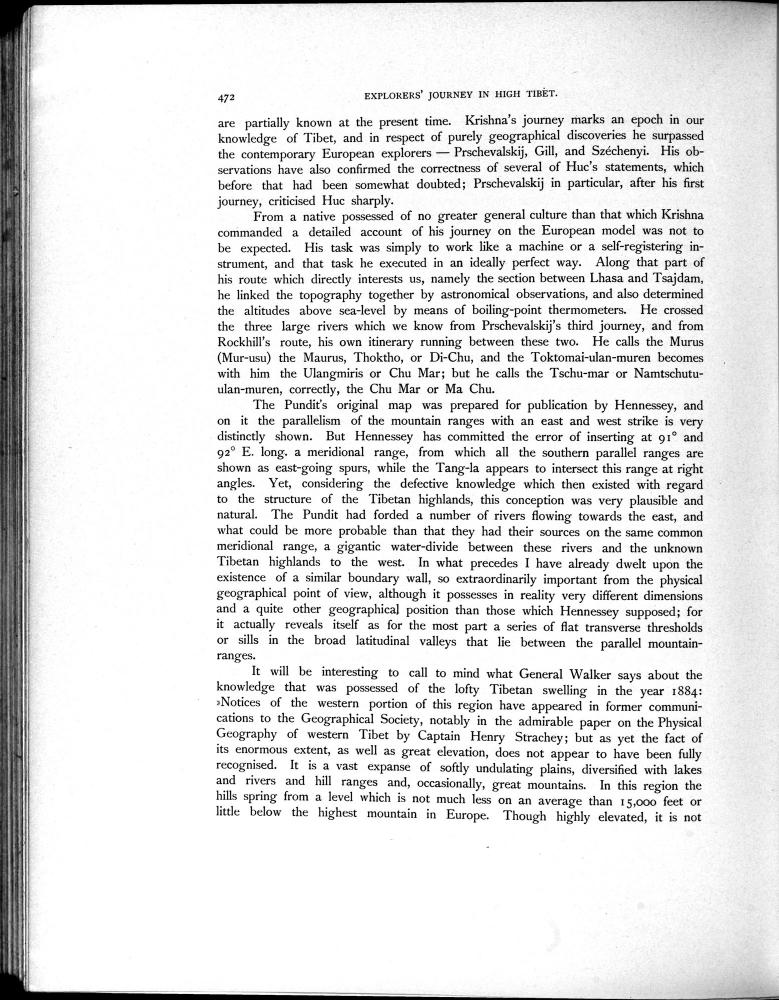 472 EXPLORERS' JOURNEY IN HIGH TIBET.
are partially known at the present time. Krishna's journey marks an epoch in our
knowledge of Tibet, and in respect of purely geographical discoveries he surpassed
the contemporary European explorers — Prschevalskij, Gill, and Széchenyi. His ob-
servations have also confirmed the correctness of several of Huc's statements, which
before that had been somewhat doubted; Prschevalskij in particular, after his first
journey, criticised Huc sharply.
From a native possessed of no greater general culture than that which Krishna
commanded a detailed account of his journey on the European model was not to
be expected. His task was simply to work like a machine or a self-registering in-
strument, and that task he executed in an ideally perfect way. Along that part of
his route which directly interests us, namely the section between Lhasa and Tsajdam,
he linked the topography together by astronomical observations, and also determined
the altitudes above sea-level by means of boiling-point thermometers. He crossed
the three large rivers which we know from Prschevalskij's third journey, and from
Rockhill's route, his own itinerary running between these two. He calls the Murus
(Mur-usu) the Maurus, Thoktho, or Di-Chu, and the Toktomai-ulan-muren becomes
with him the Ulangmiris or Chu Mar; but he calls the Tschu-mar or Namtschutu-
ulan-muren, correctly, the Chu Mar or Ma Chu.
The Pundit's original map was prepared for publication by Hennessey, and
on it the parallelism of the mountain ranges with an east and west strike is very
distinctly shown. But Hennessey has committed the error of inserting at 91° and
92° E. long. a meridional range, from which all the southern parallel ranges are
shown as east-going spurs, while the Tang-la appears to intersect this range at right
angles. Yet, considering the defective knowledge which then existed with regard
to the structure of the Tibetan highlands, this conception was very plausible and
natural. The Pundit had forded a number of rivers flowing towards the east, and
what could be more probable than that they had their sources on the same common
meridional range, a gigantic water-divide between these rivers and the unknown
Tibetan highlands to the west. In what precedes I have already dwelt upon the
existence of a similar boundary wall, so extraordinarily important from the physical
geographical point of view, although it possesses in reality very different dimensions
and a quite other geographical position than those which Hennessey supposed; for
it actually reveals itself as for the most part a series of flat transverse thresholds
or sills in the broad latitudinal valleys that lie between the parallel mountain-
ranges.
It will be interesting to call to mind what General Walker says about the
knowledge that was possessed of the lofty Tibetan swelling in the year 1884:
»Notices of the western portion of this region have appeared in former communi-
cations to the Geographical Society, notably in the admirable paper on the Physical
Geography of western Tibet by Captain Henry Strachey; but as yet the fact of
its enormous extent, as well as great elevation, does not appear to have been fully
recognised. It is a vast expanse of softly undulating plains, diversified with lakes
and rivers and hill ranges and, occasionally, great mountains. In this region the
hills spring from a level which is not much less on an average than 15,000 feet or
little below the highest mountain in Europe. Though highly elevated, it is not